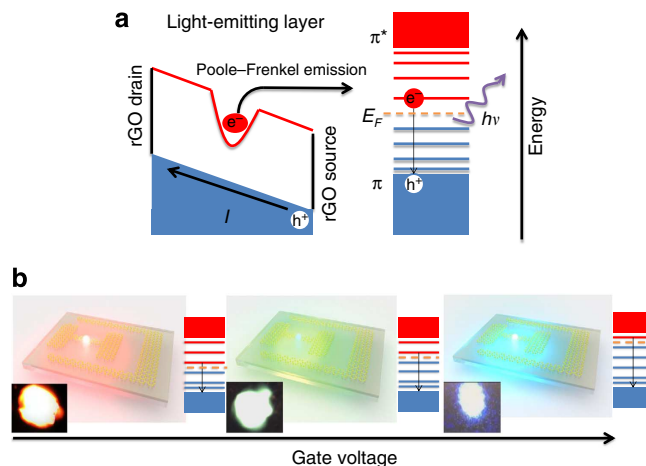 a
Light-emitting layer
Poole–Frenkel emission
rGO drain
e⁻
rGO source
I
h⁺
π*
e
E_F
hν
π
h⁺
Energy
b
Gate voltage